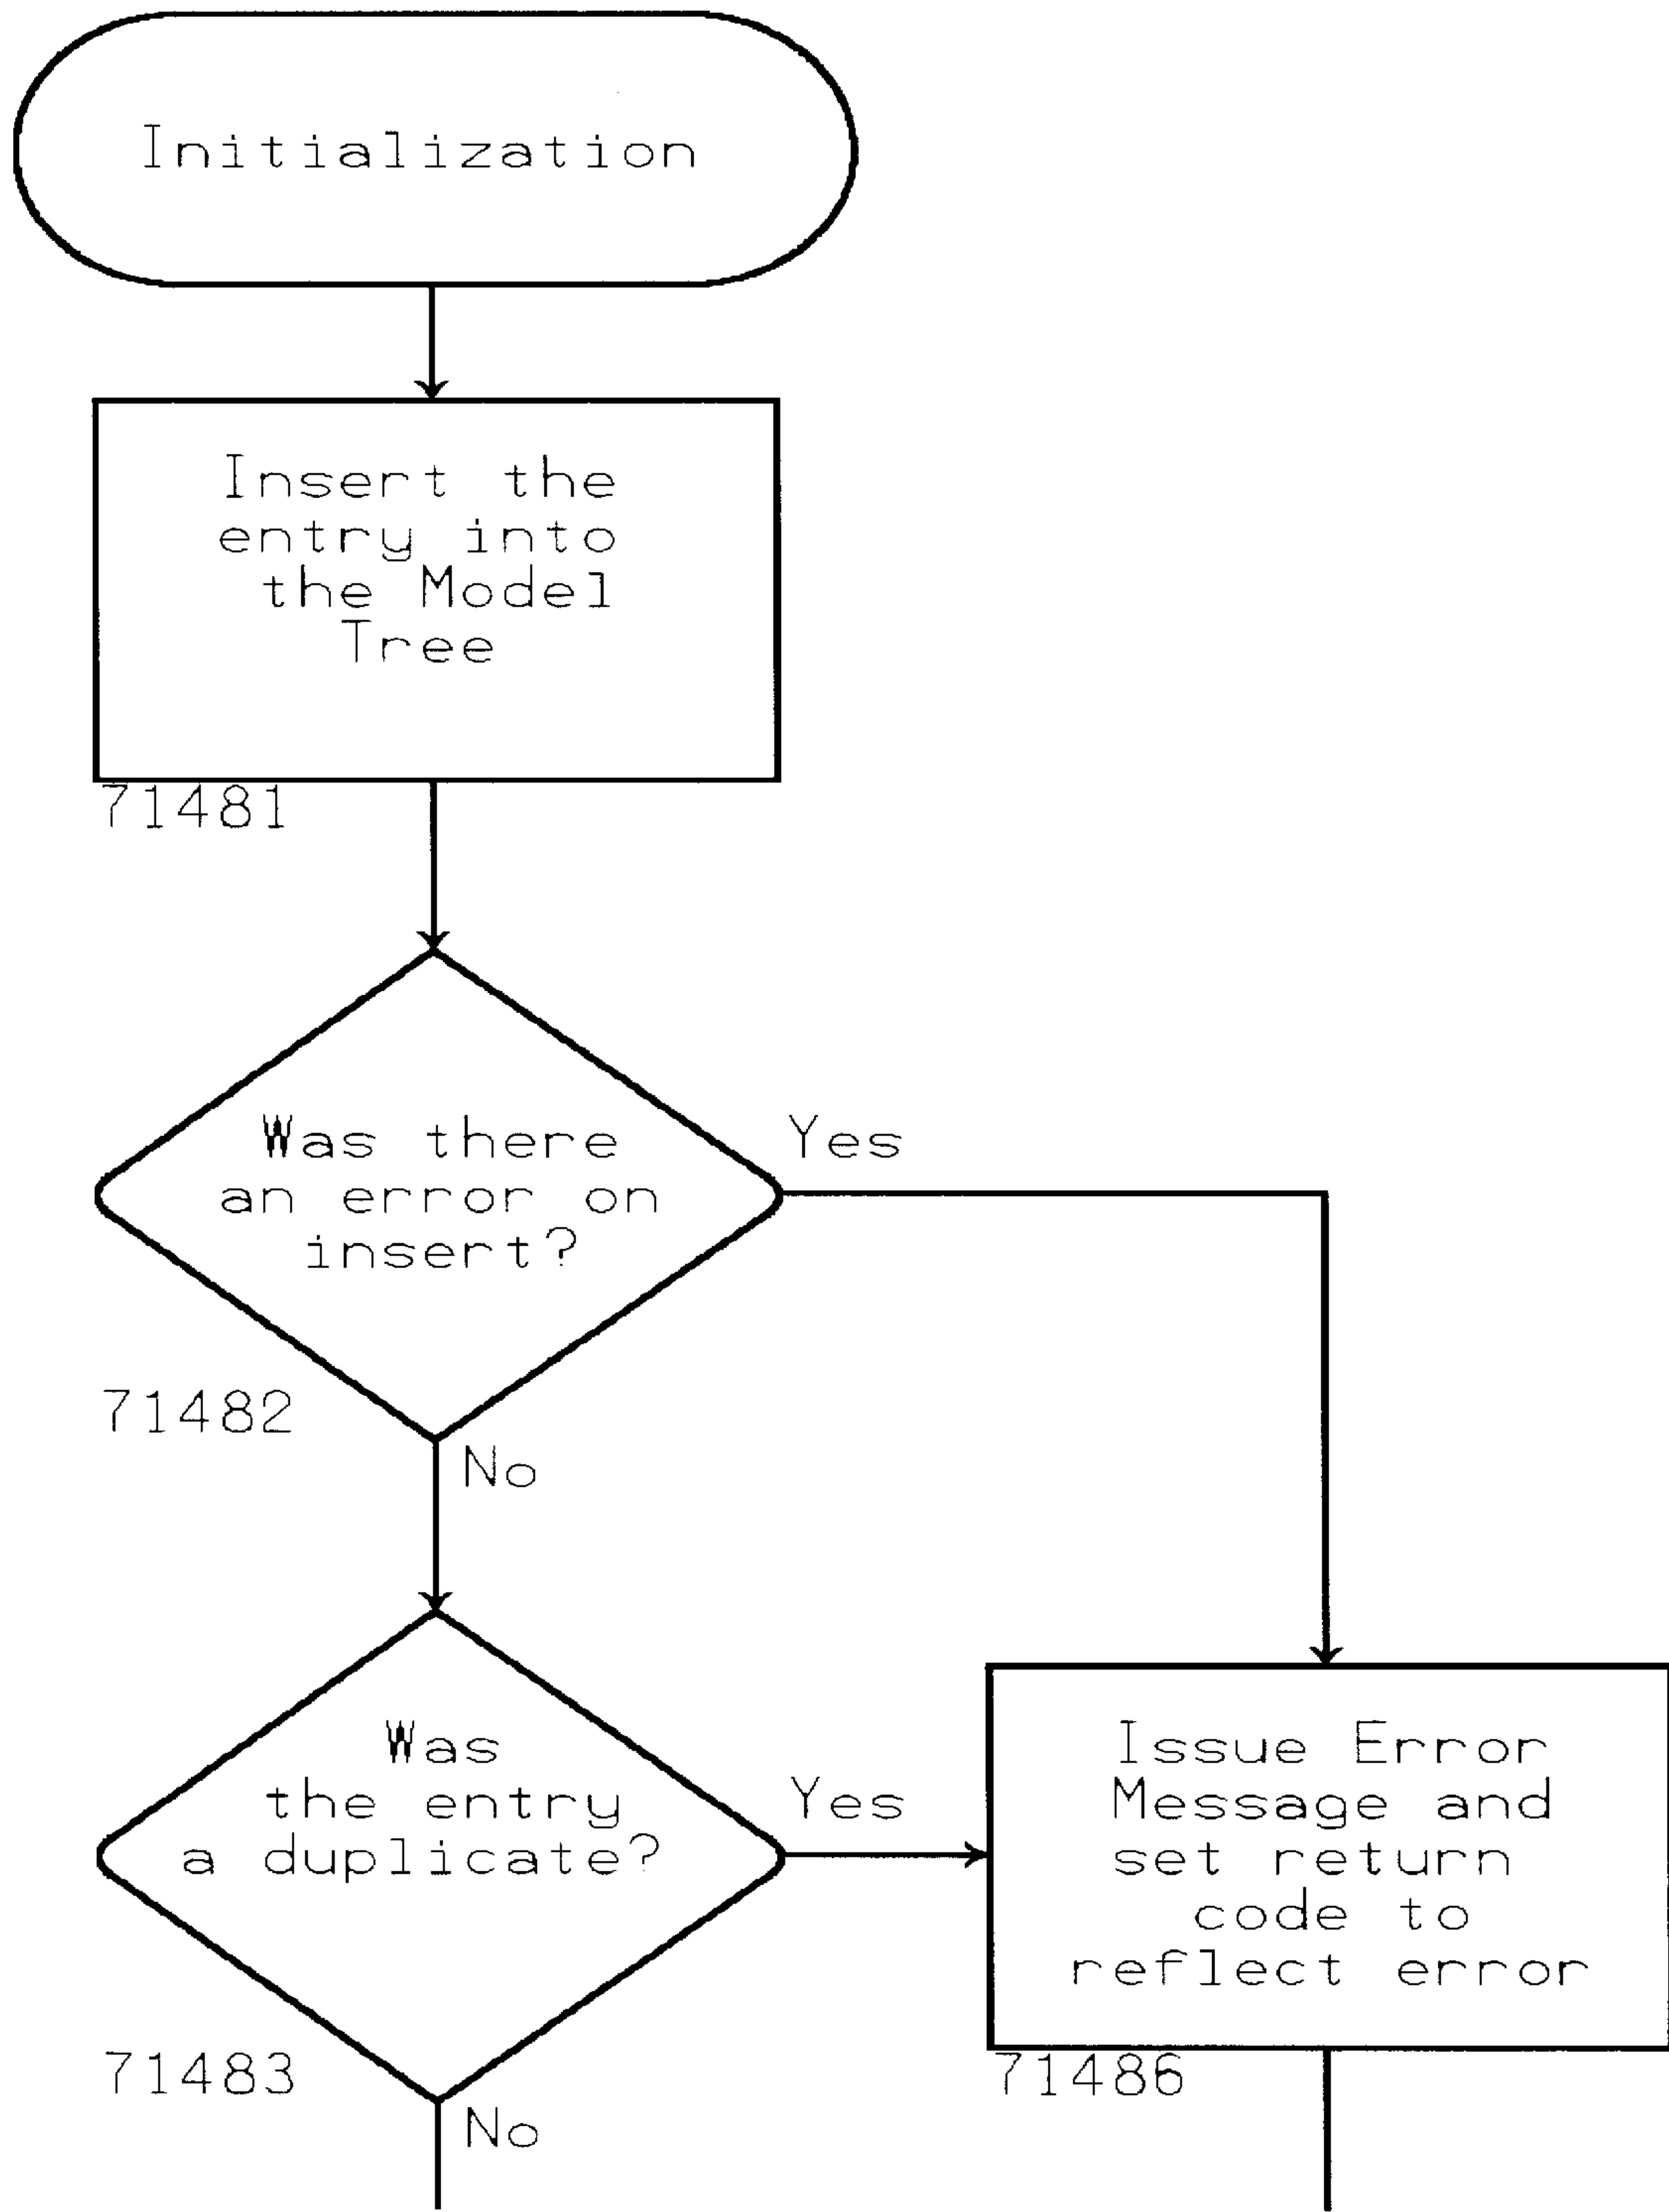 Initialization
Insert the
entry into
the Model
Tree
71481
Was there
an error on
insert?
Yes
71482
No
Was
the entry
a duplicate?
Yes
Issue Error
Message and
set return
code to
reflect error
71483
No
71486